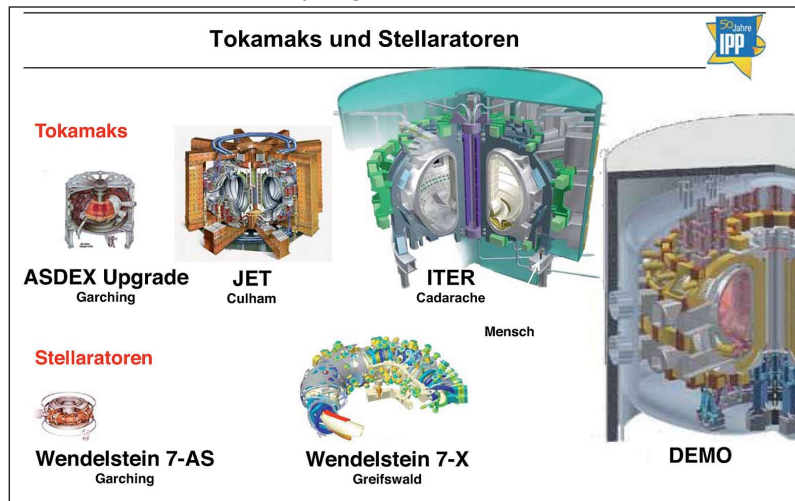 Tokamaks und Stellaratoren
50 Jahre
IPP
Tokamaks
ASDEX Upgrade
Garching
JET
Culham
ITER
Cadarache
Mensch
Stellaratoren
Wendelstein 7-AS
Garching
Wendelstein 7-X
Greifswald
DEMO